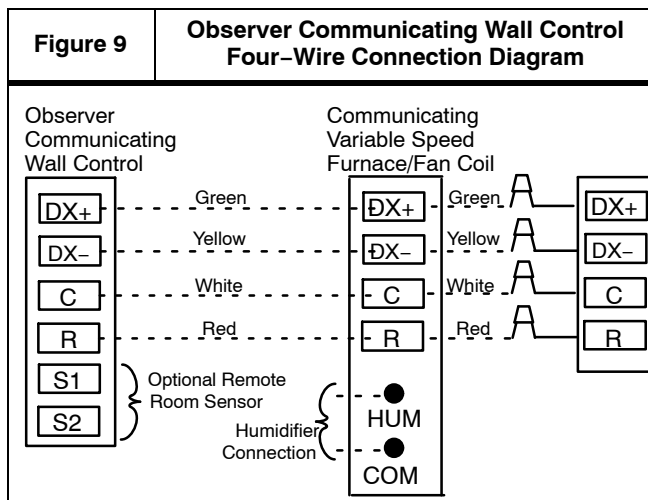 Figure 9
Observer Communicating Wall Control
Four−Wire Connection Diagram
Observer
Communicating
Wall Control
Communicating
Variable Speed
Furnace/Fan Coil
DX+ Green DX+ Green DX+
DX− Yellow DX− Yellow DX−
C White C White C
R Red R Red R
S1
S2
Optional Remote
Room Sensor
Humidifier
Connection
HUM
COM